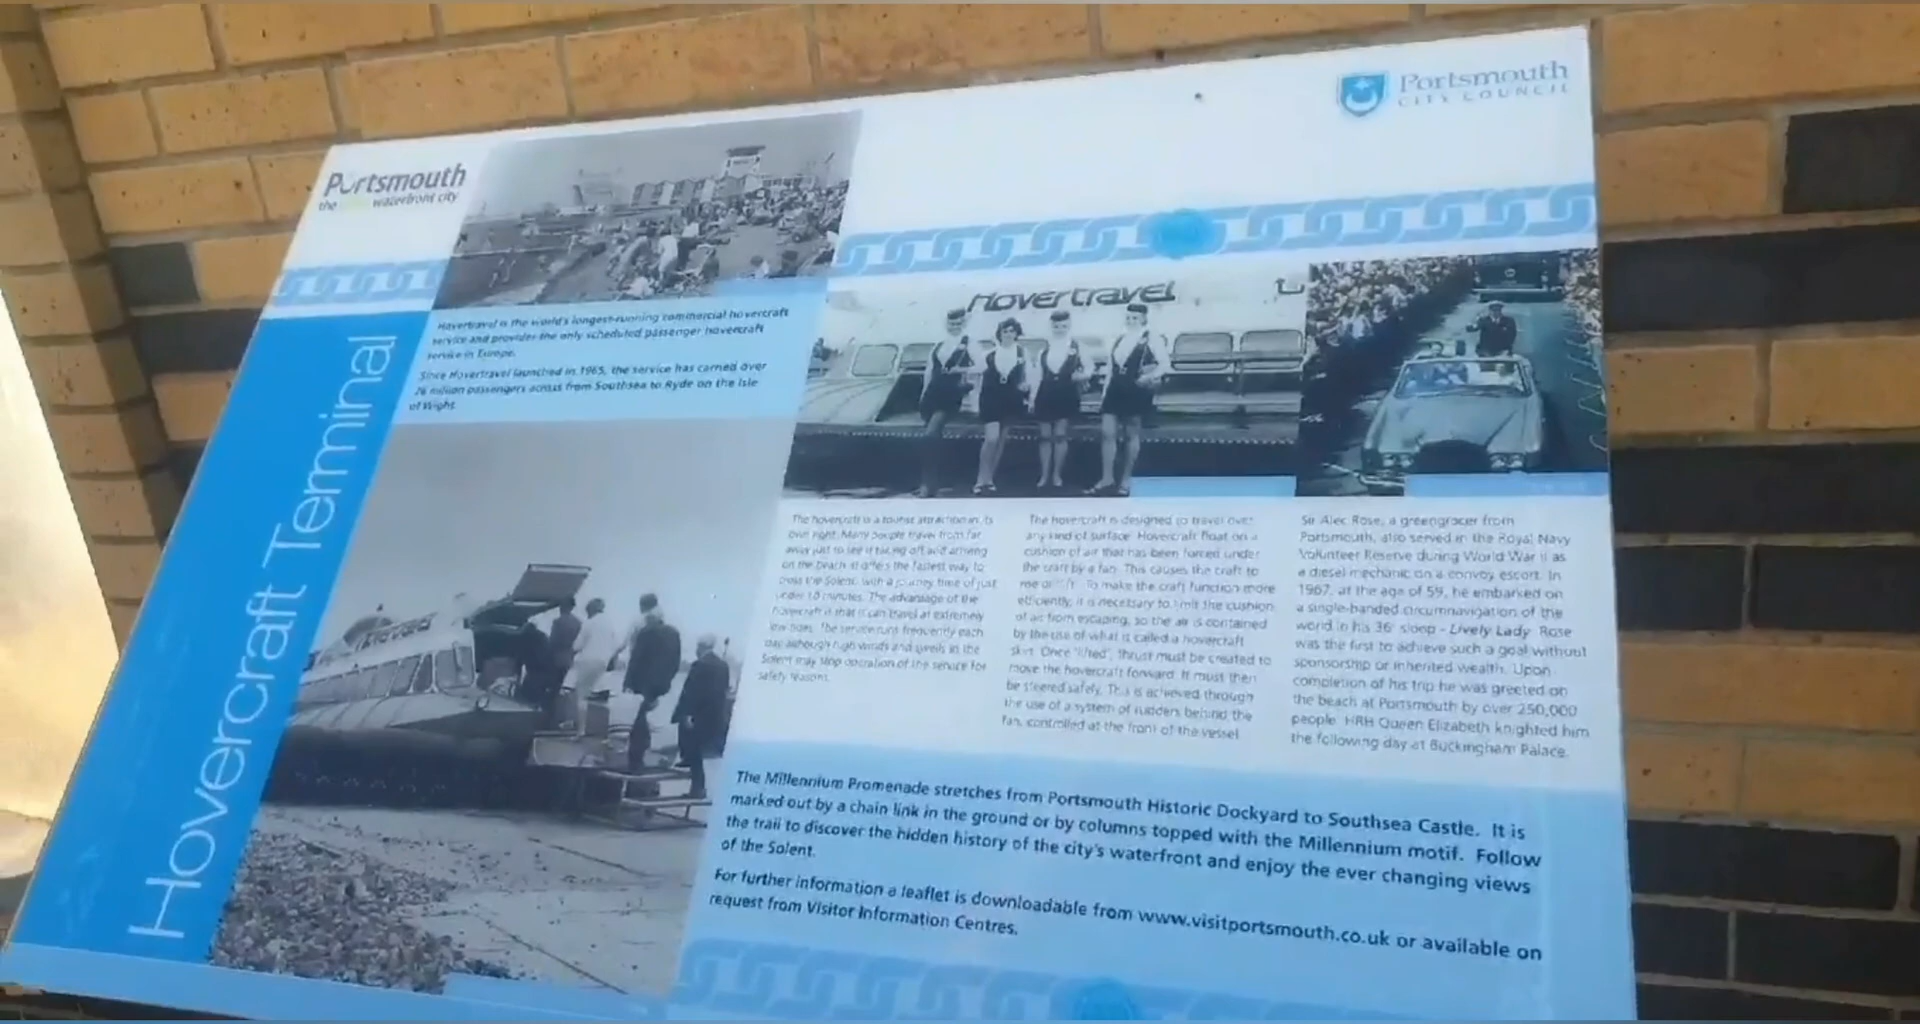 Portsmouth
CITY COUNCIL
Portsmouth
the waterfront city
Hovercraft Terminal
Hovertravel is the world's longest-running commercial hovercraft
service and provides the only scheduled passenger hovercraft
service in Europe.
Since Hovertravel launched in 1965, the service has carried over
26 million passengers across from Southsea to Ryde on the Isle
of Wight.
Hovertravel
The hovercraft is a tourist attraction in its
own right. Many people travel from far
away just to see it taking off and arriving
on the beach. It offers the fastest way to
cross the Solent, with a journey time of just
under 10 minutes. The advantage of the
hovercraft is that it can travel at extremely
low tides. The service runs frequently each
day, although high winds and swells in the
Solent may stop operation of the service for
safety reasons.
The hovercraft is designed to travel over
any kind of surface. Hovercraft float on a
cushion of air that has been forced under
the craft by a fan. This causes the craft to
rise or 'lift'. To make the craft function more
efficiently, it is necessary to limit the cushion
of air from escaping, so the air is contained
by the use of what is called a hovercraft
skirt. Once 'lifted', thrust must be created to
move the hovercraft forward. It must then
be steered safely. This is achieved through
the use of a system of rudders behind the
fan, controlled at the front of the vessel.
Sir Alec Rose, a greengrocer from
Portsmouth, also served in the Royal Navy
Volunteer Reserve during World War II as
a diesel mechanic on a convoy escort. In
1967, at the age of 59, he embarked on
a single-handed circumnavigation of the
world in his 36' sloop - Lively Lady. Rose
was the first to achieve such a goal without
sponsorship or inherited wealth. Upon
completion of his trip he was greeted on
the beach at Portsmouth by over 250,000
people. HRH Queen Elizabeth knighted him
the following day at Buckingham Palace.
The Millennium Promenade stretches from Portsmouth Historic Dockyard to Southsea Castle. It is
marked out by a chain link in the ground or by columns topped with the Millennium motif. Follow
the trail to discover the hidden history of the city's waterfront and enjoy the ever changing views
of the Solent.
For further information a leaflet is downloadable from www.visitportsmouth.co.uk or available on
request from Visitor Information Centres.